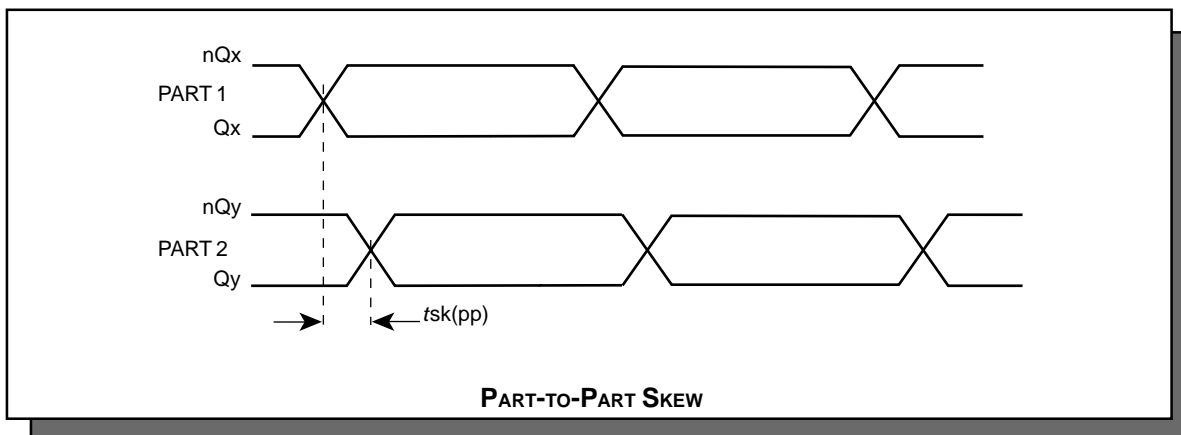 nQx
PART 1
Qx
nQy
PART 2
Qy
tsk(pp)
PART-TO-PART SKEW